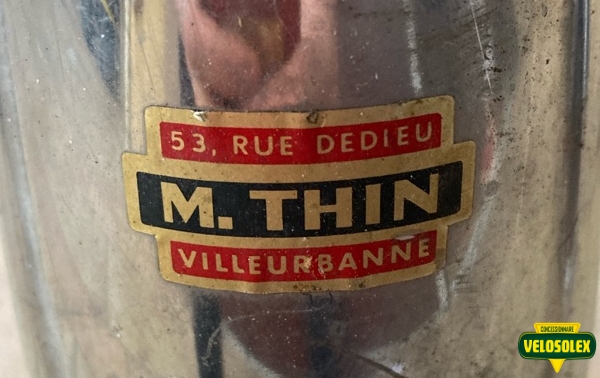 53, RUE DEDIEU
M. THIN
VILLEURBANNE
CONCESSIONNAIRE
VELOSOLEX